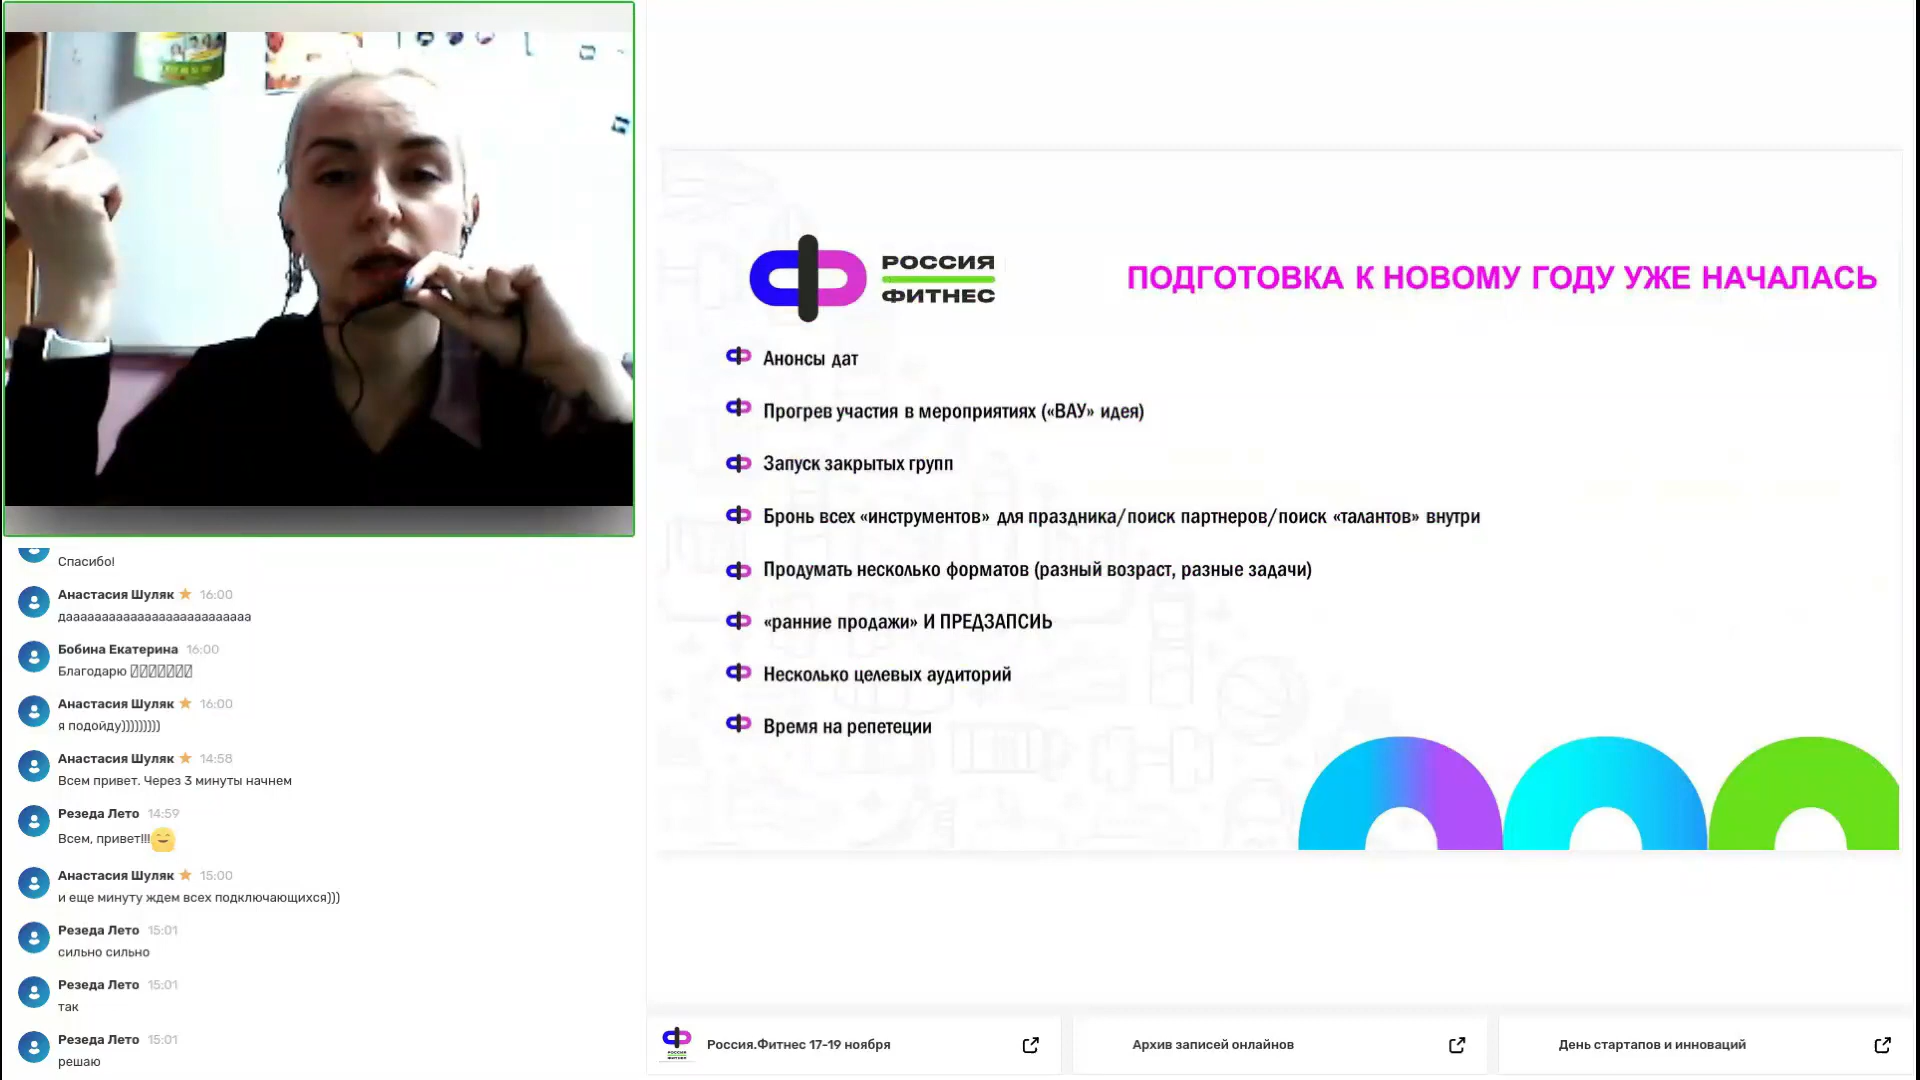 Спасибо!
Анастасия Шуляк 16:00
даааааааааааааааааааааааааа
Бобина Екатерина 16:00
Благодарю
Анастасия Шуляк 16:00
я подойду)))))))))
Анастасия Шуляк 14:58
Всем привет. Через 3 минуты начнем
Резеда Лето 14:59
Всем, привет!!!
Анастасия Шуляк 15:00
и еще минуту ждем всех подключающихся)))
Резеда Лето 15:01
сильно сильно
Резеда Лето 15:01
так
Резеда Лето 15:01
решаю
РОССИЯ
ФИТНЕС
ПОДГОТОВКА К НОВОМУ ГОДУ УЖЕ НАЧАЛАСЬ
Анонсы дат
Прогрев участия в мероприятиях («ВАУ» идея)
Запуск закрытых групп
Бронь всех «инструментов» для праздника/поиск партнеров/поиск «талантов» внутри
Продумать несколько форматов (разный возраст, разные задачи)
«ранние продажи» И ПРЕДЗАПСИЬ
Несколько целевых аудиторий
Время на репетеции
РОССИЯ
ФИТНЕС
Россия.Фитнес 17-19 ноября
Архив записей онлайнов
День стартапов и инноваций